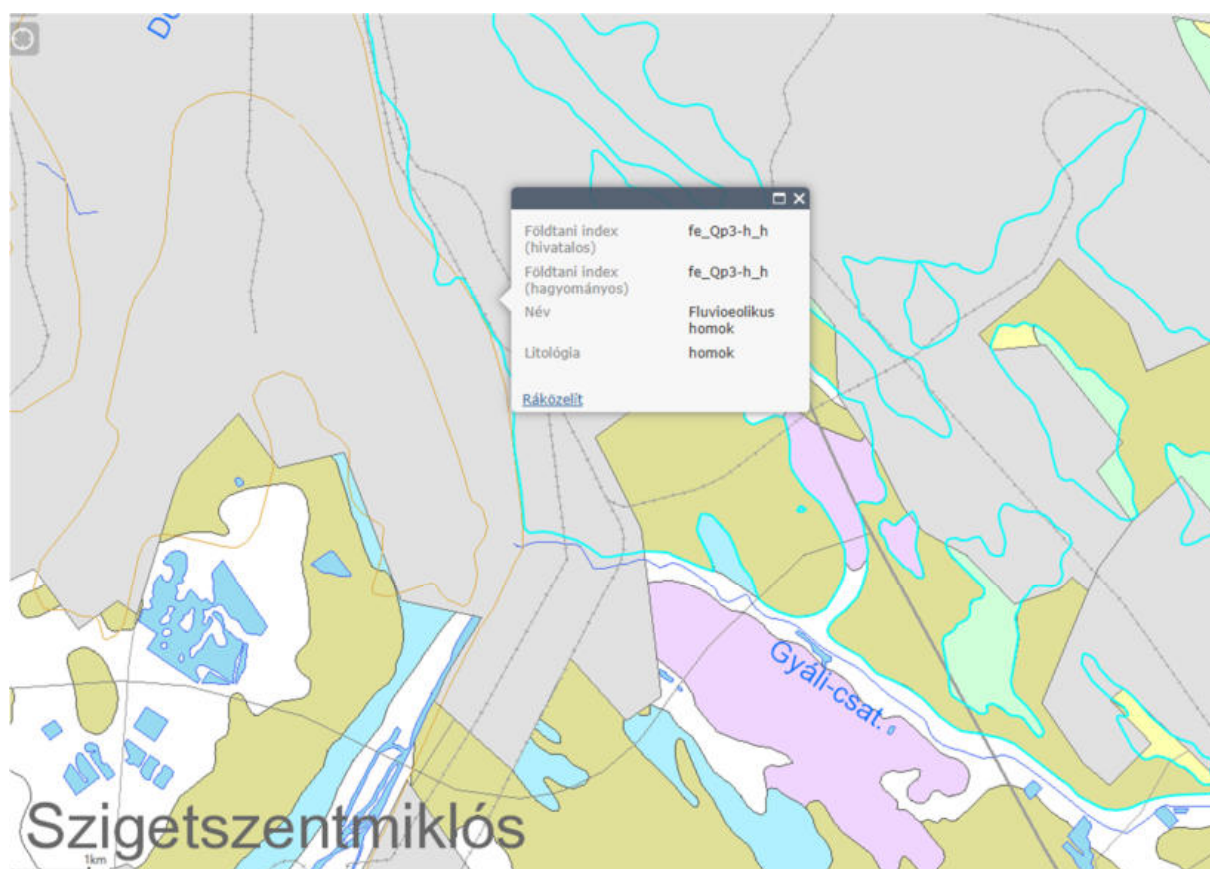 Földtani index fe_Qp3-h_h
(hivatalos)
Földtani index fe_Qp3-h_h
(hagyományos)
Név Fluvioeolikus
homok
Litológia homok
Ráközelít
Gyáli-csat.
Szigetszentmiklós
1km